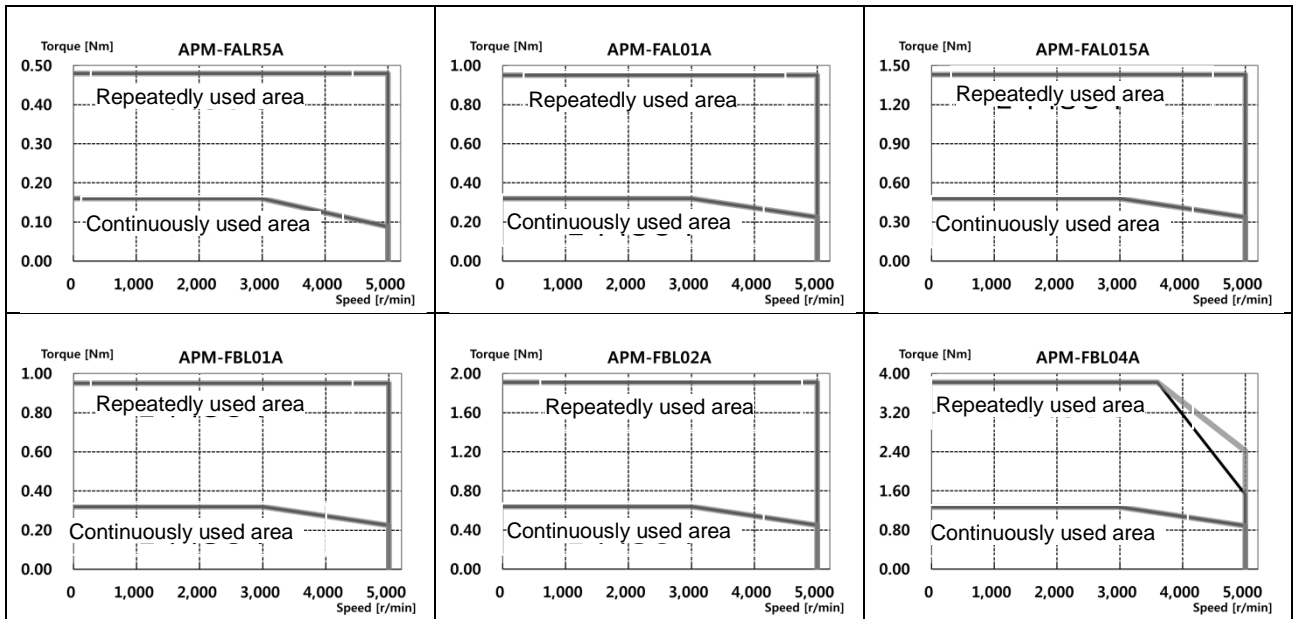 Torque [Nm] APM-FALR5A
0.50
0.40
Repeatedly used area
0.30
0.20
0.10
Continuously used area
0.00
0 1,000 2,000 3,000 4,000 5,000
Speed [r/min]
Torque [Nm] APM-FAL01A
1.00
0.80
Repeatedly used area
0.60
0.40
0.20
Continuously used area
0.00
0 1,000 2,000 3,000 4,000 5,000
Speed [r/min]
Torque [Nm] APM-FAL015A
1.50
Repeatedly used area
1.20
0.90
0.60
0.30
Continuously used area
0.00
0 1,000 2,000 3,000 4,000 5,000
Speed [r/min]
Torque [Nm] APM-FBL01A
1.00
0.80
Repeatedly used area
0.60
0.40
0.20
Continuously used area
0.00
0 1,000 2,000 3,000 4,000 5,000
Speed [r/min]
Torque [Nm] APM-FBL02A
2.00
Repeatedly used area
1.60
1.20
0.80
0.40
Continuously used area
0.00
0 1,000 2,000 3,000 4,000 5,000
Speed [r/min]
Torque [Nm] APM-FBL04A
4.00
Repeatedly used area
3.20
2.40
1.60
0.80
Continuously used area
0.00
0 1,000 2,000 3,000 4,000 5,000
Speed [r/min]